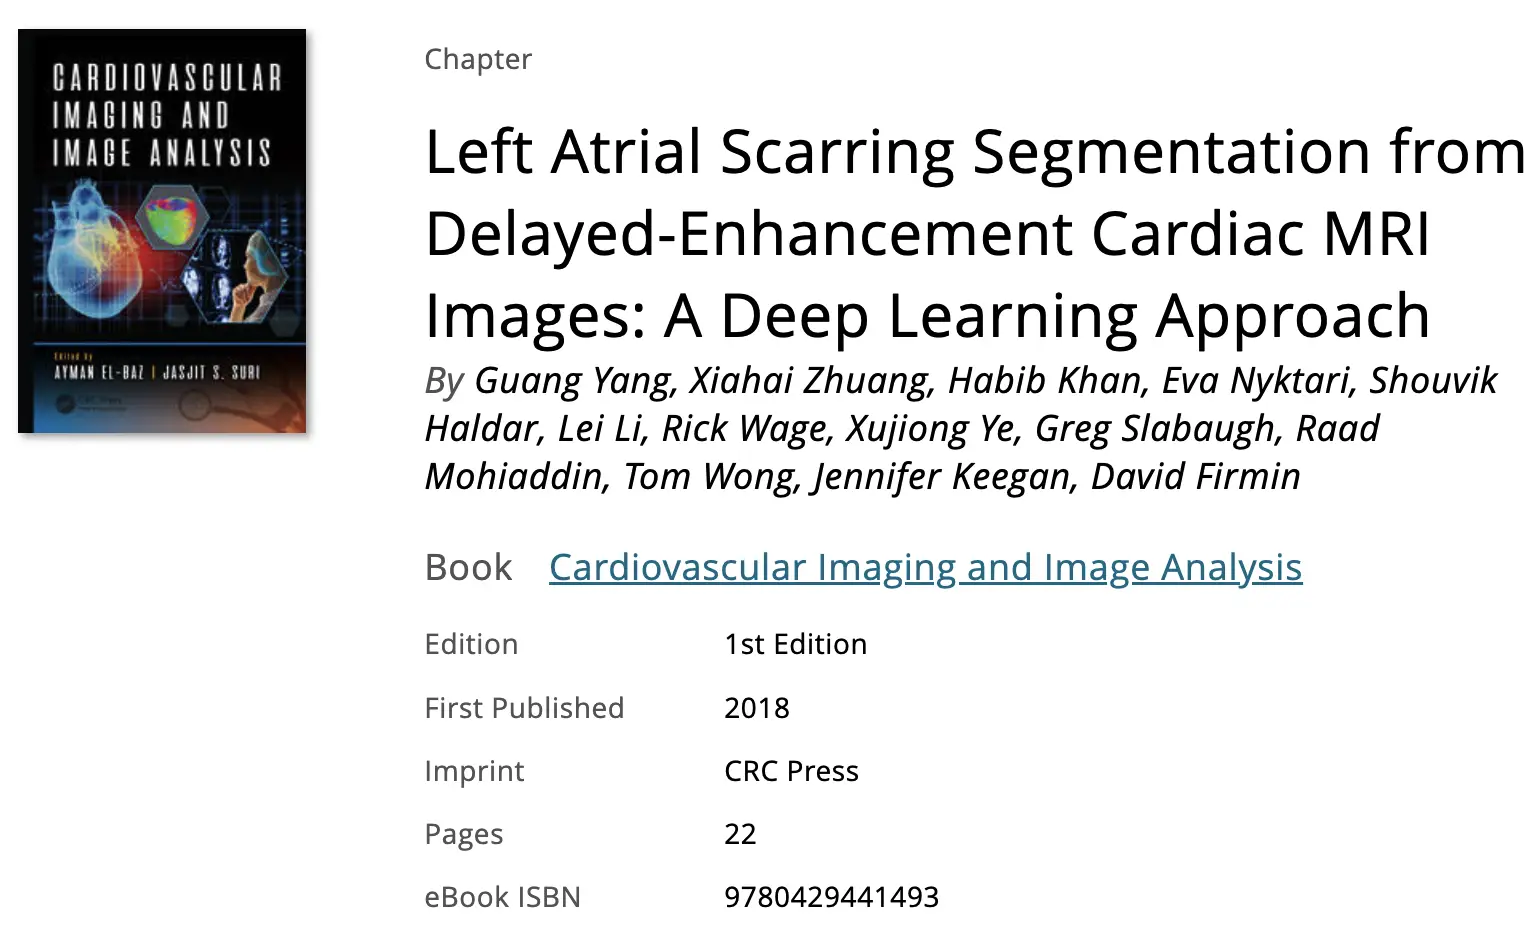 CARDIOVASCULAR
IMAGING AND
IMAGE ANALYSIS
Edited by
AYMAN EL-BAZ | JASJIT S. SURI
CRC Press
Chapter
Left Atrial Scarring Segmentation from
Delayed-Enhancement Cardiac MRI
Images: A Deep Learning Approach
By Guang Yang, Xiahai Zhuang, Habib Khan, Eva Nyktari, Shouvik
Haldar, Lei Li, Rick Wage, Xujiong Ye, Greg Slabaugh, Raad
Mohiaddin, Tom Wong, Jennifer Keegan, David Firmin
Book Cardiovascular Imaging and Image Analysis
Edition 1st Edition
First Published 2018
Imprint CRC Press
Pages 22
eBook ISBN 9780429441493